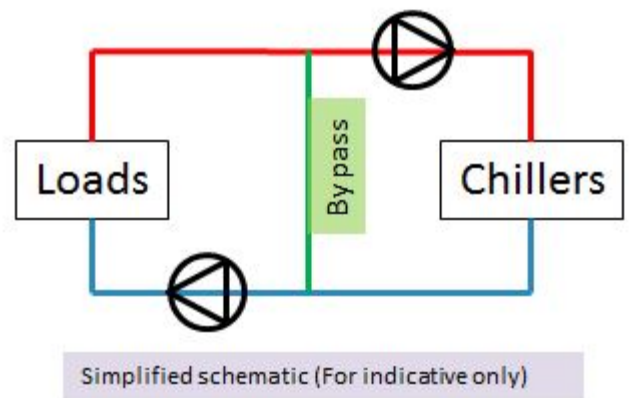 Loads
By pass
Chillers
Simplified schematic (For indicative only)